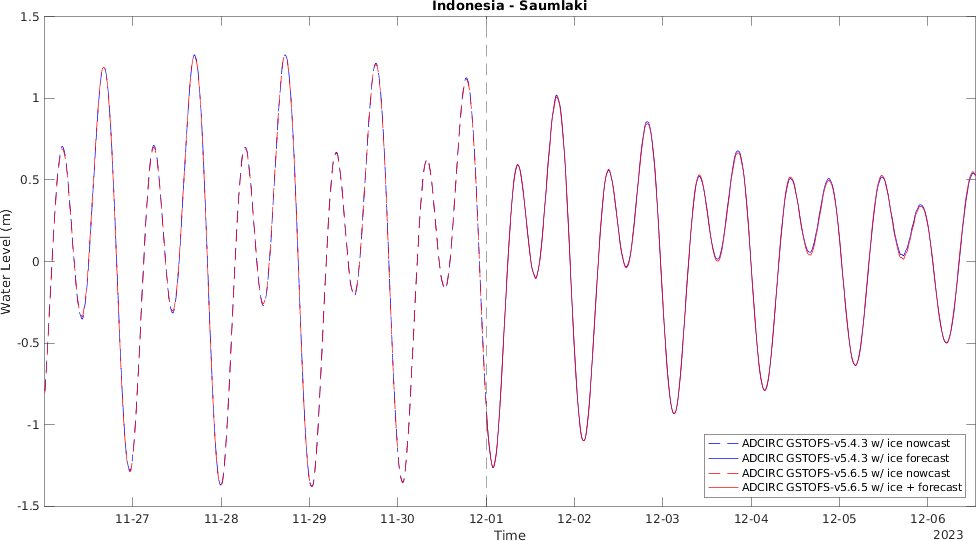 Indonesia - Saumlaki
1.5
1
0.5
0
-0.5
-1
-1.5
Water Level (m)
ADCIRC GSTOFS-v5.4.3 w/ ice nowcast
ADCIRC GSTOFS-v5.4.3 w/ ice forecast
ADCIRC GSTOFS-v5.6.5 w/ ice nowcast
ADCIRC GSTOFS-v5.6.5 w/ ice + forecast
11-27 11-28 11-29 11-30 12-01 12-02 12-03 12-04 12-05 12-06
Time
2023